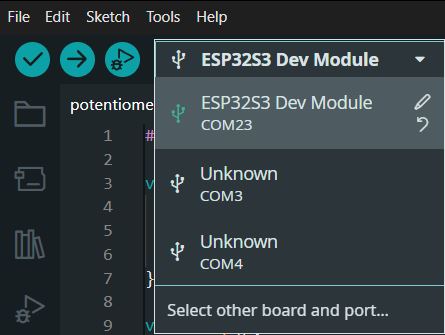 File Edit Sketch Tools Help
ESP32S3 Dev Module
potentiome
ESP32S3 Dev Module
COM23
Unknown
COM3
Unknown
COM4
Select other board and port...
1 #
2
3 v
4
5
6
7 }
8
9 v